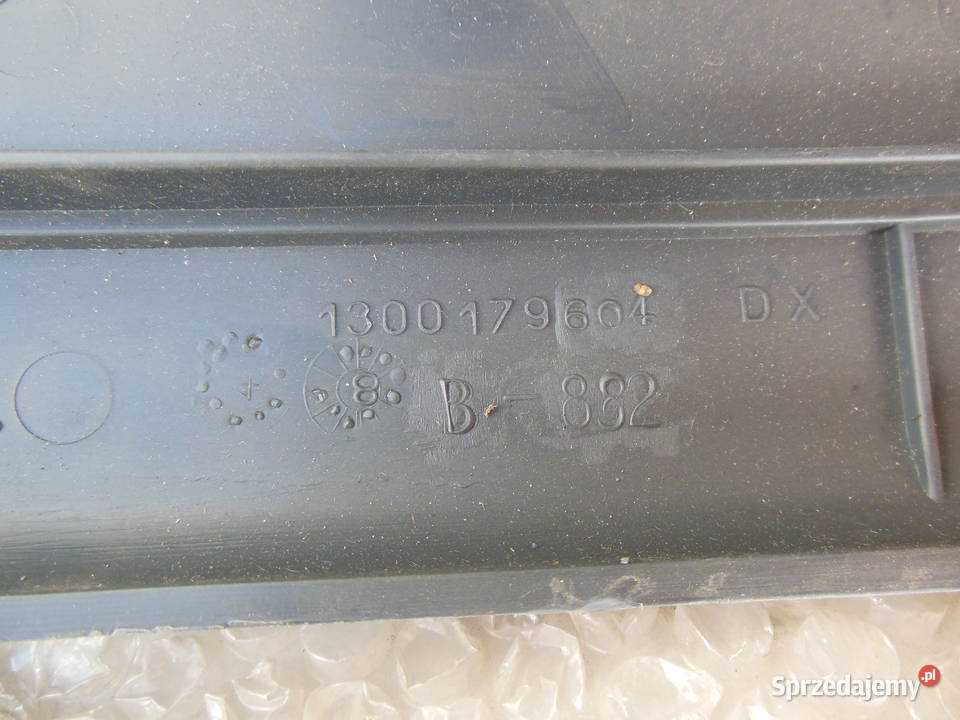 1300179604 DX
8
B - 882
Sprzedajemy.pl